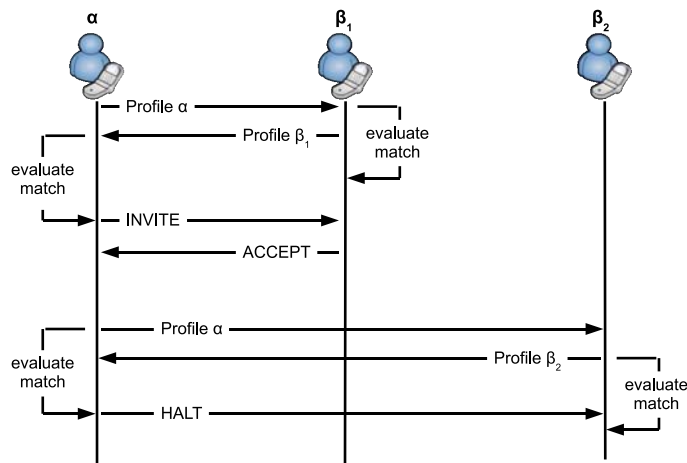 α
β₁
β₂
Profile α
Profile β₁
evaluate
match
evaluate
match
INVITE
ACCEPT
Profile α
evaluate
match
Profile β₂
evaluate
match
HALT